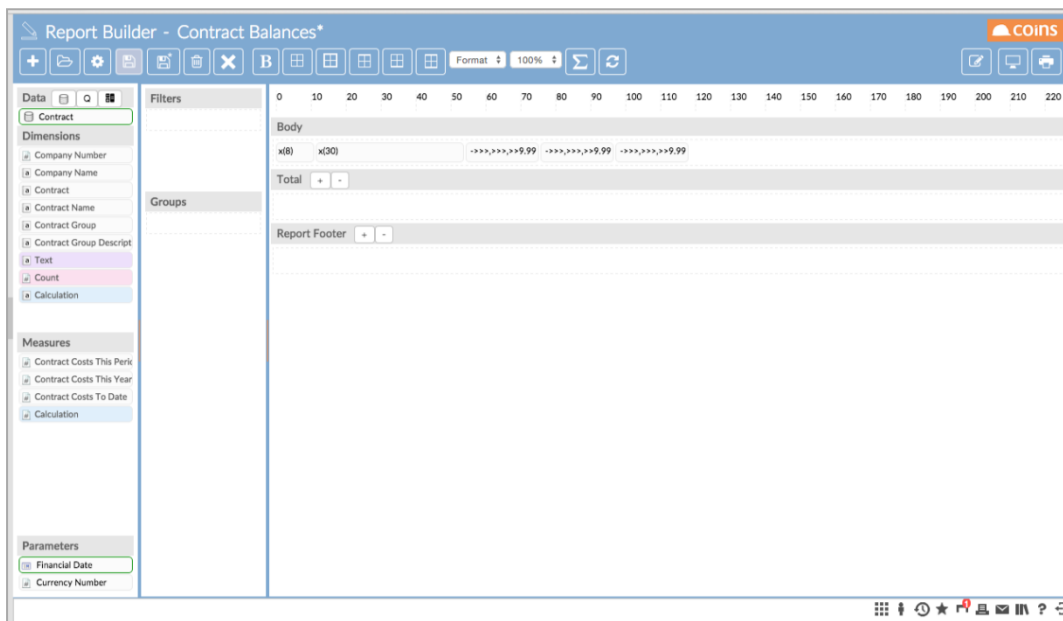 Report Builder - Contract Balances*
coins
B Format 100% Σ
Data Q
Contract
Dimensions
Company Number
Company Name
Contract
Contract Name
Contract Group
Contract Group Descript
Text
Count
Calculation
Measures
Contract Costs This Peric
Contract Costs This Year
Contract Costs To Date
Calculation
Parameters
Financial Date
Currency Number
Filters
Groups
0 10 20 30 40 50 60 70 80 90 100 110 120 130 140 150 160 170 180 190 200 210 220
Body
x(8) x(30) ->>>,>>>,>>9.99 ->>>,>>>,>>9.99 ->>>,>>>,>>9.99
Total + -
Report Footer + -
?